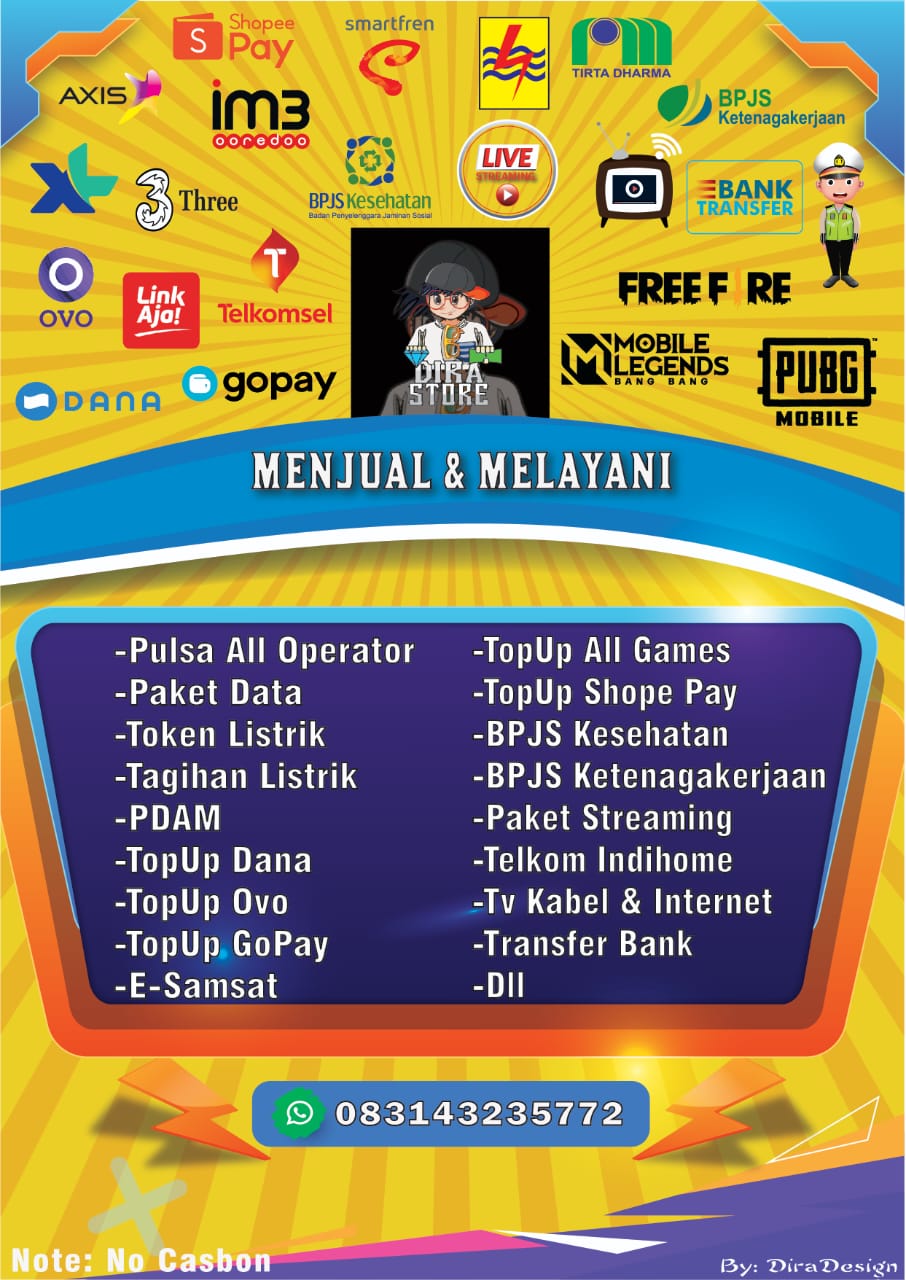 Shopee
Pay
smartfren
TIRTA DHARMA
AXIS
im3
ooredoo
BPJS
Ketenagakerjaan
LIVE
STREAMING
XL
3 Three
BPJS Kesehatan
Badan Penyelenggara Jaminan Sosial
BANK
TRANSFER
OVO
Link
Aja!
T
Telkomsel
DIRA
STORE
FREE FIRE
MOBILE
LEGENDS
BANG BANG
PUBG
MOBILE
DANA
gopay
MENJUAL & MELAYANI
-Pulsa All Operator
-Paket Data
-Token Listrik
-Tagihan Listrik
-PDAM
-TopUp Dana
-TopUp Ovo
-TopUp GoPay
-E-Samsat
-TopUp All Games
-TopUp Shope Pay
-BPJS Kesehatan
-BPJS Ketenagakerjaan
-Paket Streaming
-Telkom Indihome
-Tv Kabel & Internet
-Transfer Bank
-Dll
083143235772
Note: No Casbon
By: DiraDesign